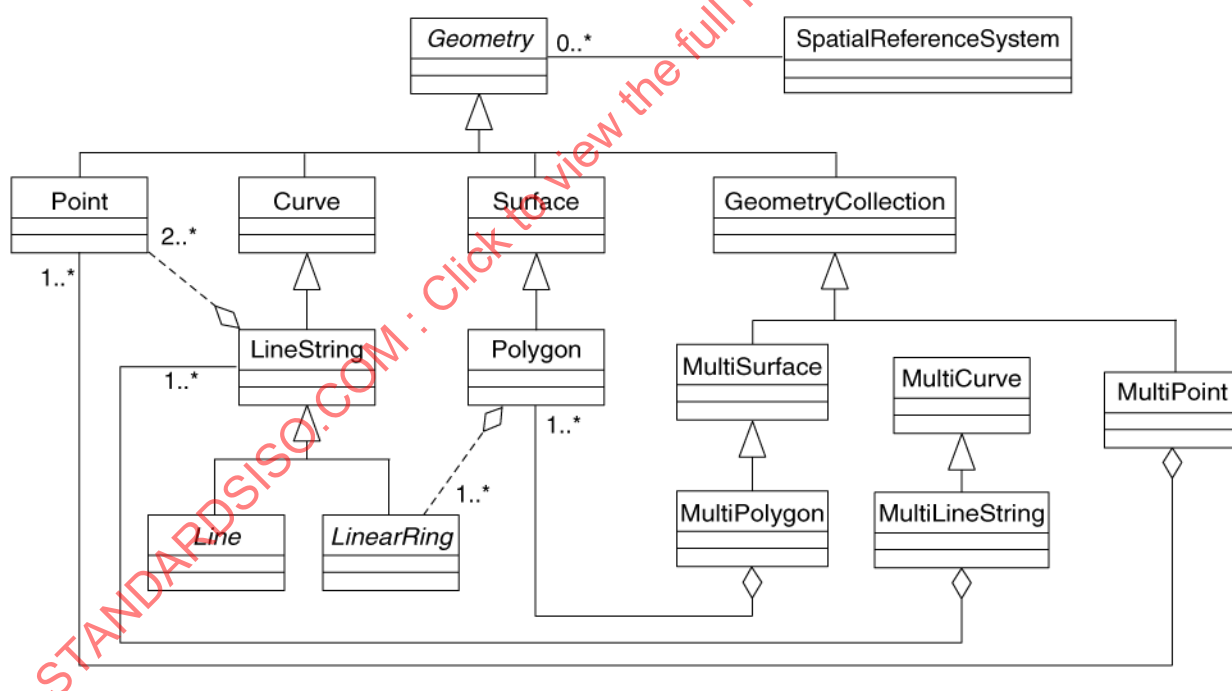 Geometry
0..*
SpatialReferenceSystem
Point
Curve
Surface
GeometryCollection
2..*
1..*
LineString
Polygon
MultiSurface
MultiCurve
MultiPoint
1..*
1..*
1..*
Line
LinearRing
MultiPolygon
MultiLineString
STANDARDSISO.COM : Click to view the full